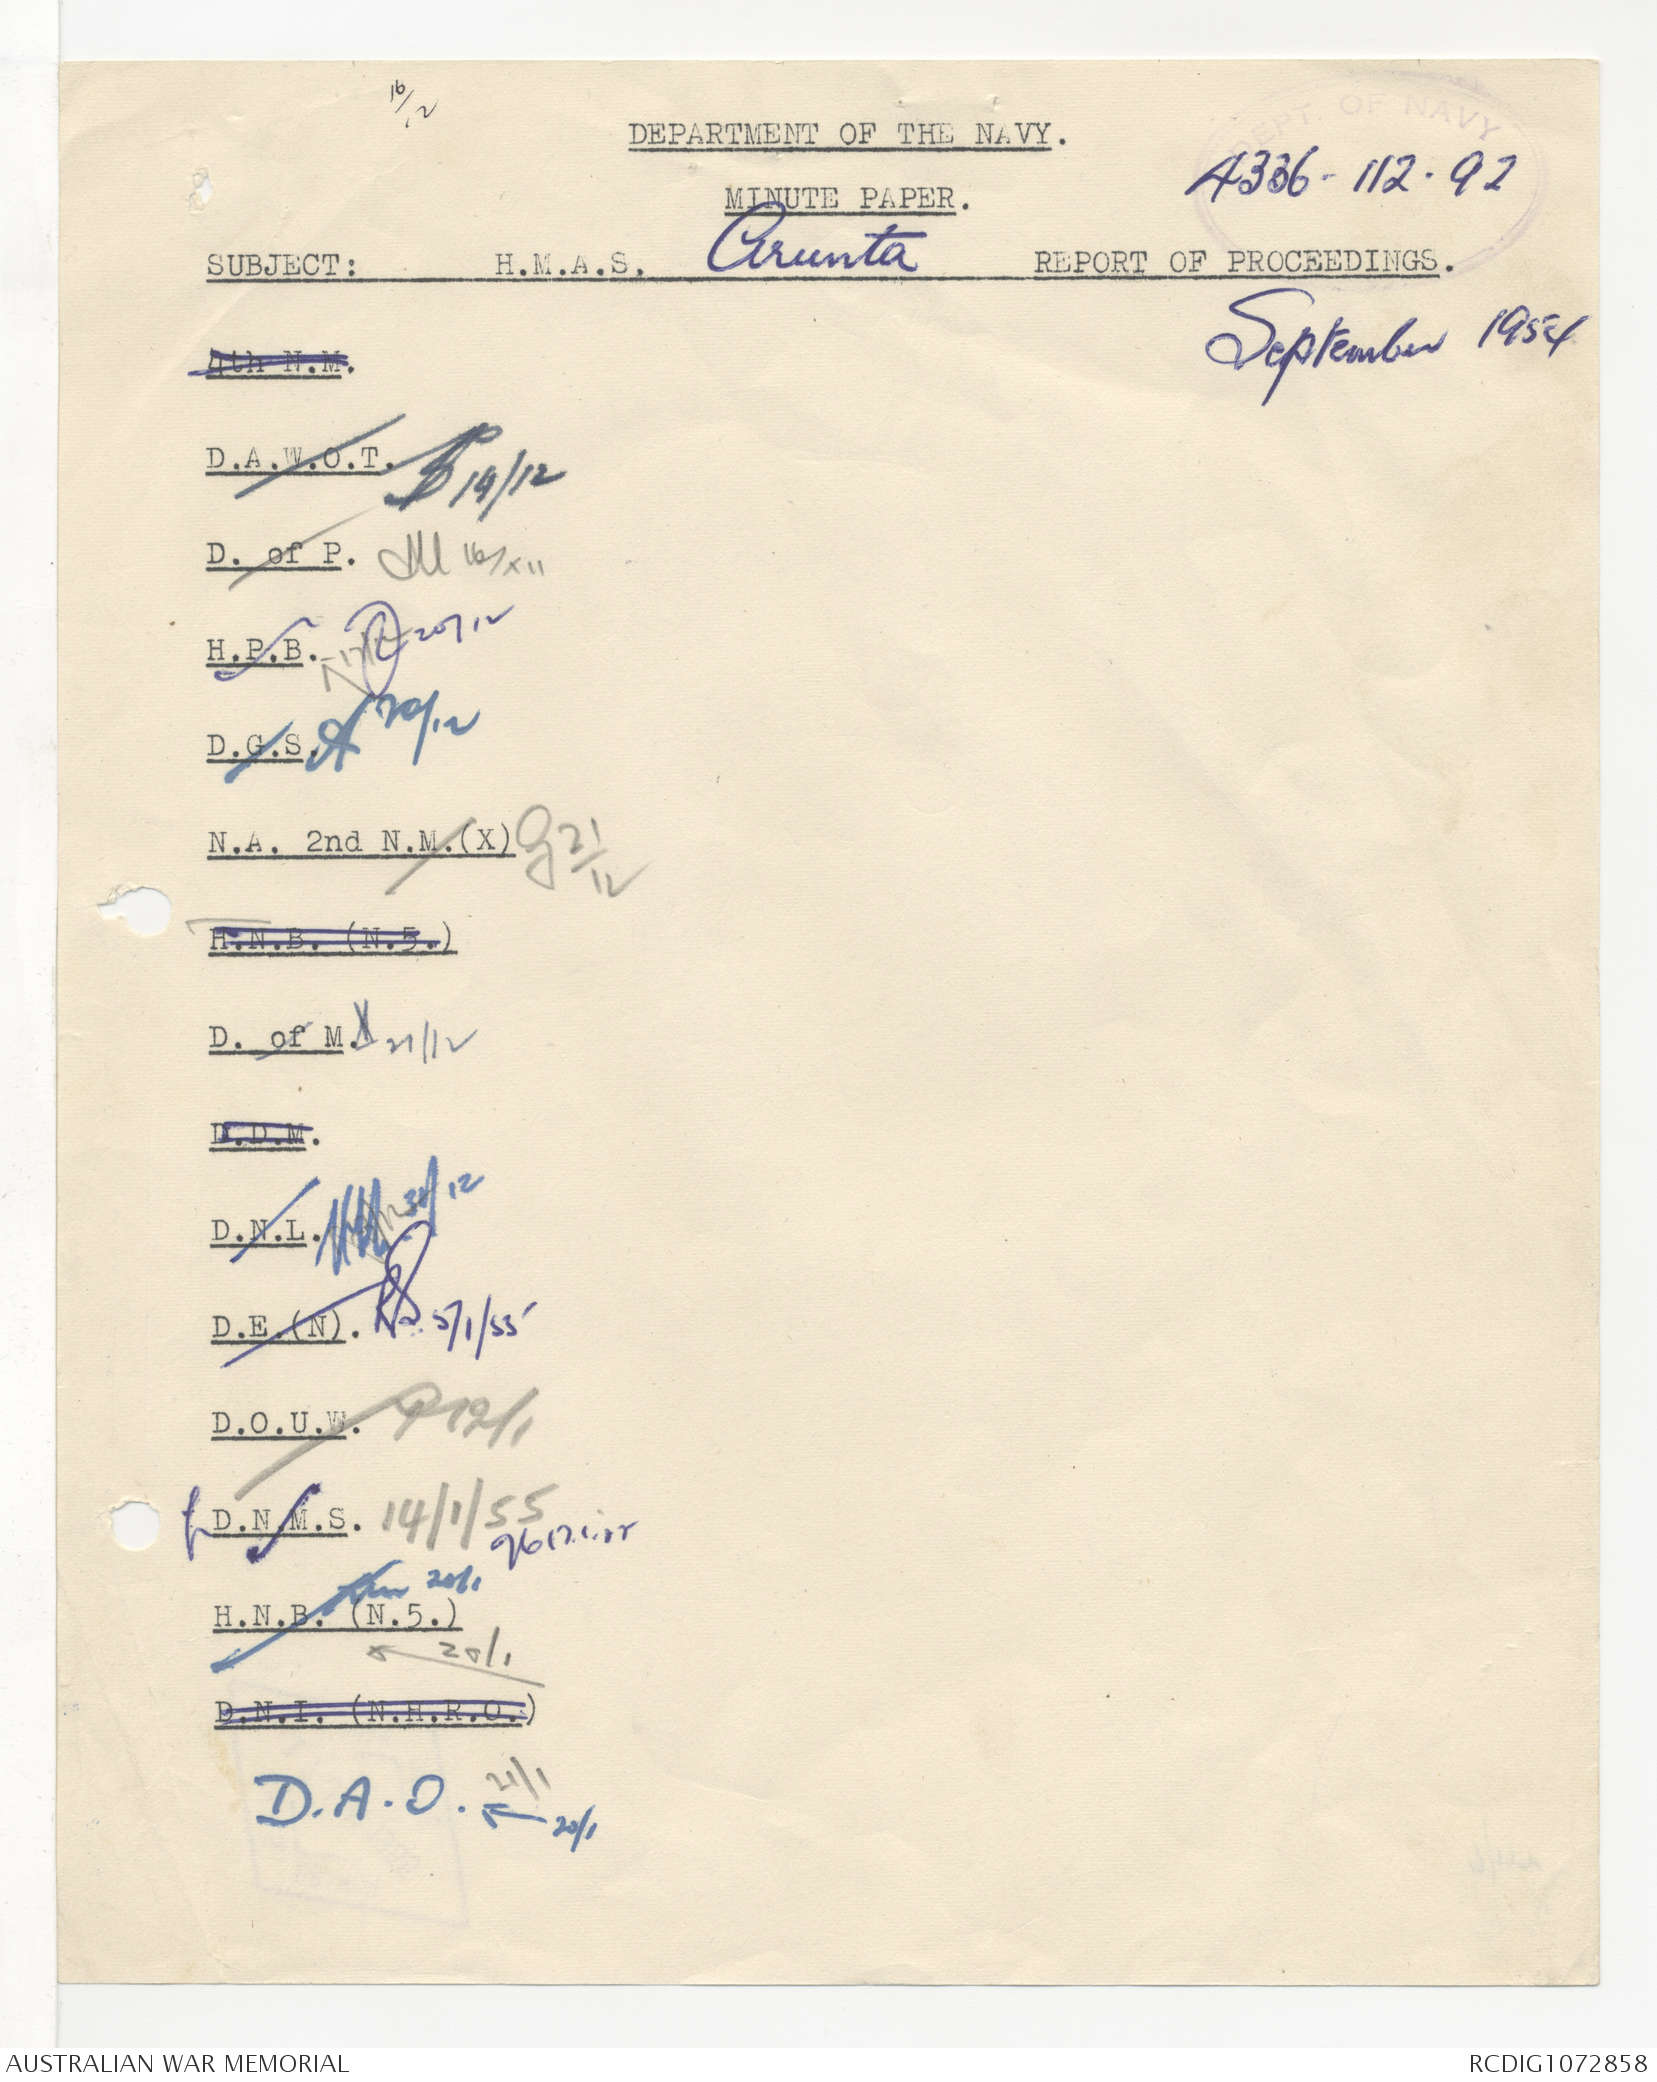 16/12
DEPARTMENT OF THE NAVY.
DEPT. OF NAVY
4336-112-92
MINUTE PAPER.
SUBJECT: H.M.A.S. Arunta REPORT OF PROCEEDINGS.
September 1954
4th N.M.
D.A.W.O.T. 19/12
D. of P. 16/XII
H.P.B. 20/12
D.G.S. 20/12
N.A. 2nd N.M.(X) 21/12
H.N.B. (N.5.)
D. of M. 21/12
D.D.M.
D.N.L. /12
D.E.(N). 5/1/55
D.O.U.W. 12/1
D.N.M.S. 14/1/55
H.N.B. (N.5.) 20/1
20/1
D.N.I. (N.H.R.O.)
D.A.O. 21/1
20/1
AUSTRALIAN WAR MEMORIAL RCDIG1072858